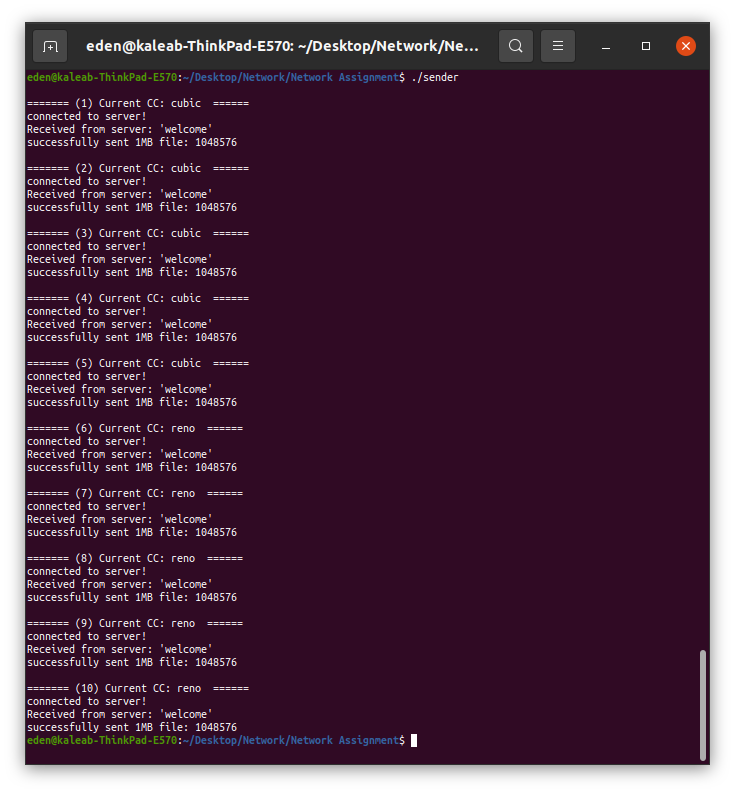 eden@kaleab-ThinkPad-E570: ~/Desktop/Network/Ne...
eden@kaleab-ThinkPad-E570:~/Desktop/Network/Network Assignment$ ./sender
======= (1) Current CC: cubic  ======
connected to server!
Received from server: 'welcome'
successfully sent 1MB file: 1048576
======= (2) Current CC: cubic  ======
connected to server!
Received from server: 'welcome'
successfully sent 1MB file: 1048576
======= (3) Current CC: cubic  ======
connected to server!
Received from server: 'welcome'
successfully sent 1MB file: 1048576
======= (4) Current CC: cubic  ======
connected to server!
Received from server: 'welcome'
successfully sent 1MB file: 1048576
======= (5) Current CC: cubic  ======
connected to server!
Received from server: 'welcome'
successfully sent 1MB file: 1048576
======= (6) Current CC: reno  ======
connected to server!
Received from server: 'welcome'
successfully sent 1MB file: 1048576
======= (7) Current CC: reno  ======
connected to server!
Received from server: 'welcome'
successfully sent 1MB file: 1048576
======= (8) Current CC: reno  ======
connected to server!
Received from server: 'welcome'
successfully sent 1MB file: 1048576
======= (9) Current CC: reno  ======
connected to server!
Received from server: 'welcome'
successfully sent 1MB file: 1048576
======= (10) Current CC: reno  ======
connected to server!
Received from server: 'welcome'
successfully sent 1MB file: 1048576
eden@kaleab-ThinkPad-E570:~/Desktop/Network/Network Assignment$